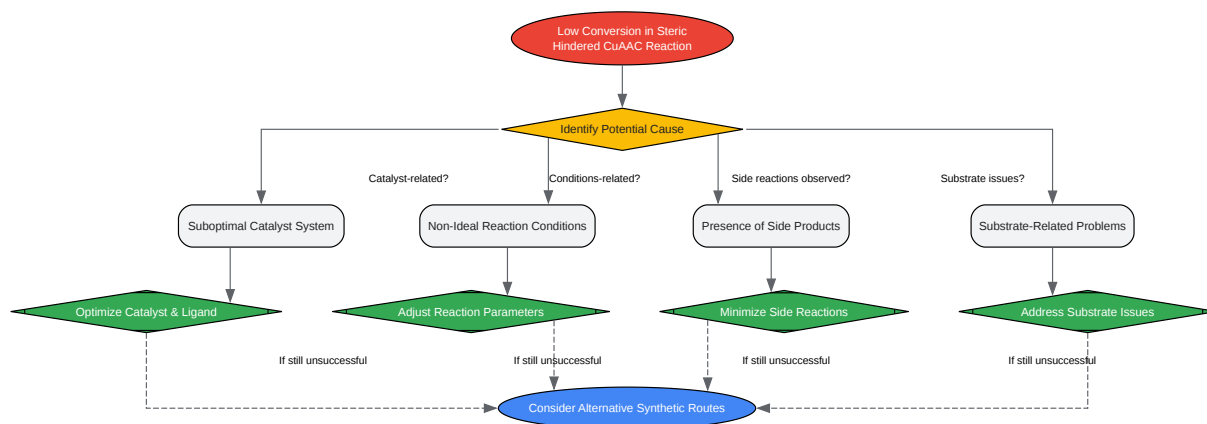 Low Conversion in Steric
Hindered CuAAC Reaction
Identify Potential Cause
Catalyst-related?
Conditions-related?
Side reactions observed?
Substrate issues?
Suboptimal Catalyst System
Non-Ideal Reaction Conditions
Presence of Side Products
Substrate-Related Problems
Optimize Catalyst & Ligand
Adjust Reaction Parameters
Minimize Side Reactions
Address Substrate Issues
If still unsuccessful
If still unsuccessful
If still unsuccessful
If still unsuccessful
Consider Alternative Synthetic Routes